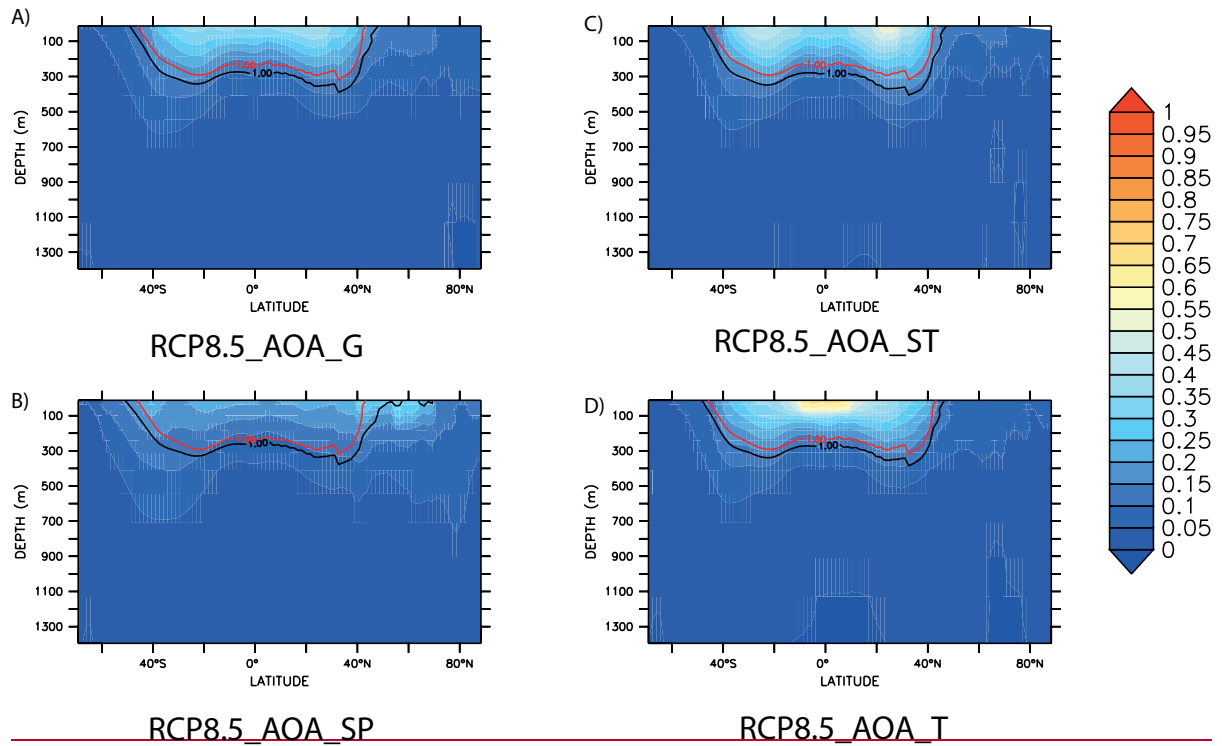 A)
100
300
500
700
900
1100
1300
DEPTH (m)
1.00
1.00
40°S 0° 40°N 80°N
LATITUDE
RCP8.5_AOA_G
C)
100
300
500
700
900
1100
1300
DEPTH (m)
1.00
1.00
40°S 0° 40°N 80°N
LATITUDE
RCP8.5_AOA_ST
B)
100
300
500
700
900
1100
1300
DEPTH (m)
1.00
1.00
40°S 0° 40°N 80°N
LATITUDE
RCP8.5_AOA_SP
D)
100
300
500
700
900
1100
1300
DEPTH (m)
1.00
1.00
40°S 0° 40°N 80°N
LATITUDE
RCP8.5_AOA_T
1
0.95
0.9
0.85
0.8
0.75
0.7
0.65
0.6
0.55
0.5
0.45
0.4
0.35
0.3
0.25
0.2
0.15
0.1
0.05
0